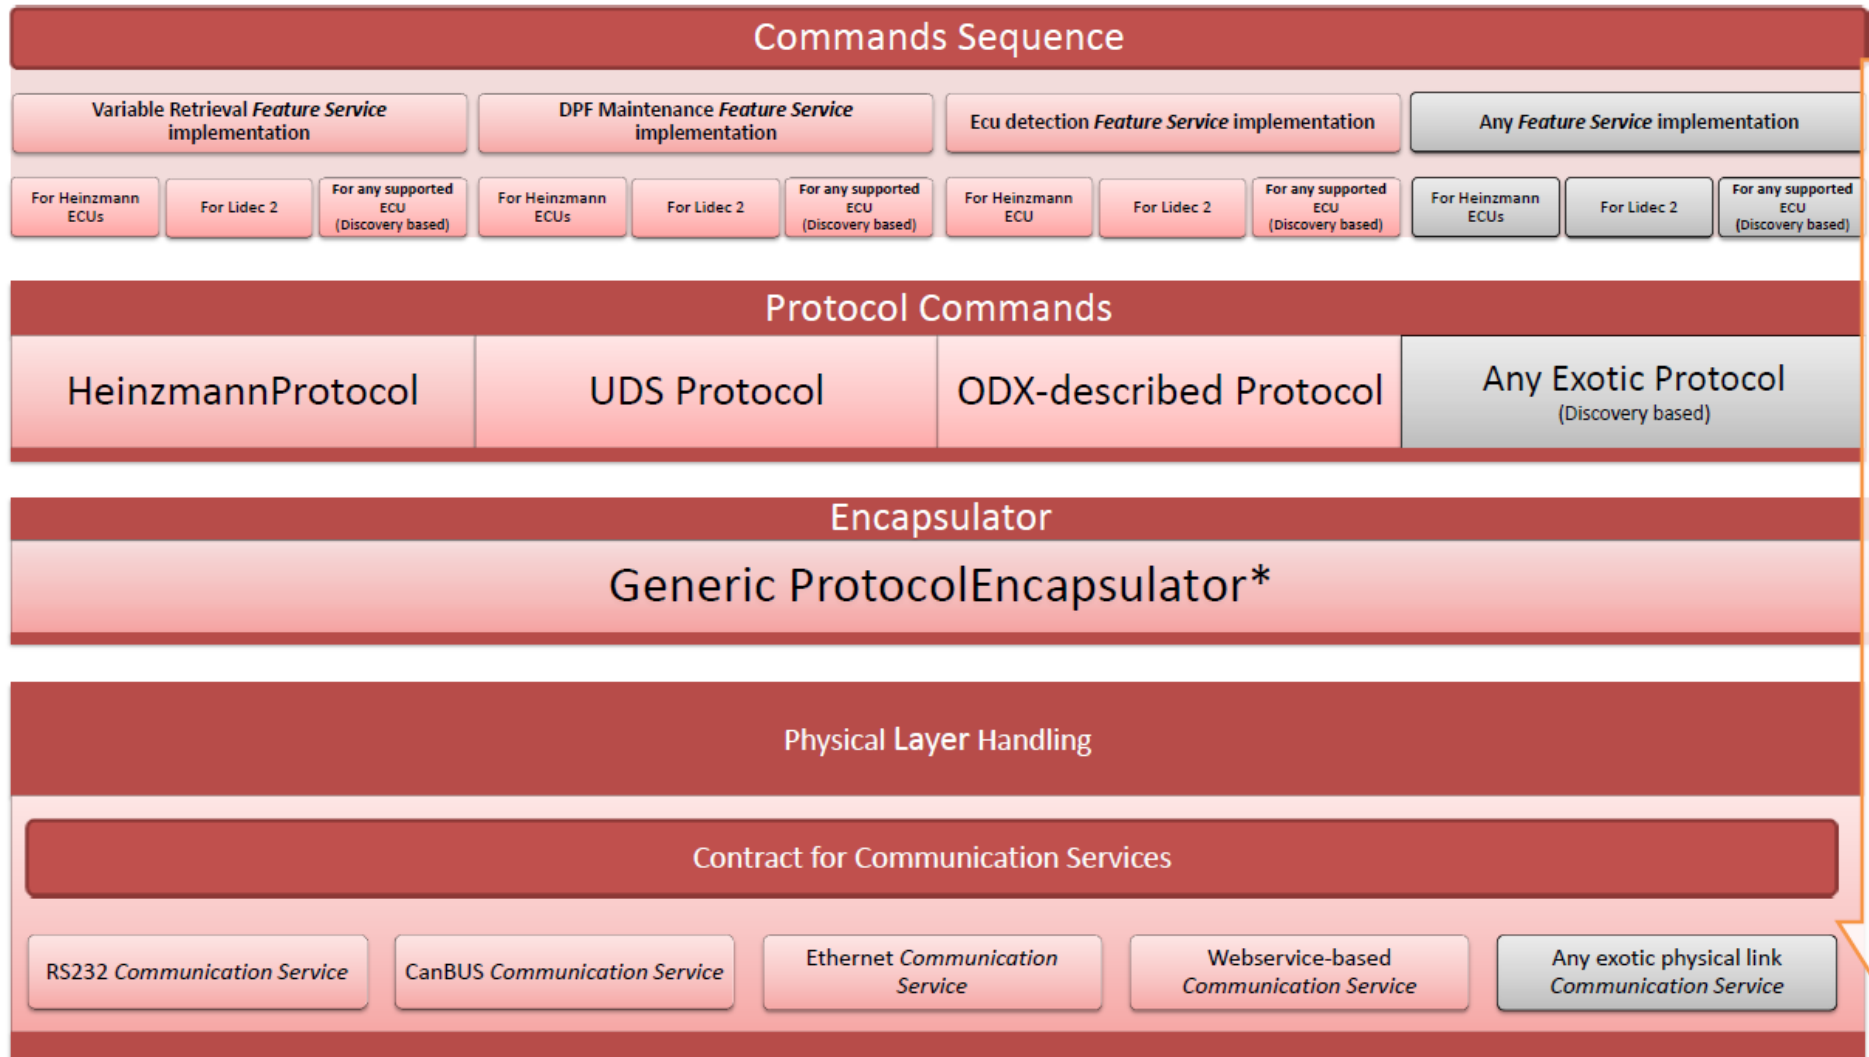 Commands Sequence
Variable Retrieval Feature Service
implementation
DPF Maintenance Feature Service
implementation
Ecu detection Feature Service implementation
Any Feature Service implementation
For Heinzmann
ECUs
For Lidec 2
For any supported
ECU
(Discovery based)
For Heinzmann
ECUs
For Lidec 2
For any supported
ECU
(Discovery based)
For Heinzmann
ECU
For Lidec 2
For any supported
ECU
(Discovery based)
For Heinzmann
ECUs
For Lidec 2
For any supported
ECU
(Discovery based)
Protocol Commands
HeinzmannProtocol
UDS Protocol
ODX-described Protocol
Any Exotic Protocol
(Discovery based)
Encapsulator
Generic ProtocolEncapsulator*
Physical Layer Handling
Contract for Communication Services
RS232 Communication Service
CanBUS Communication Service
Ethernet Communication
Service
Webservice-based
Communication Service
Any exotic physical link
Communication Service